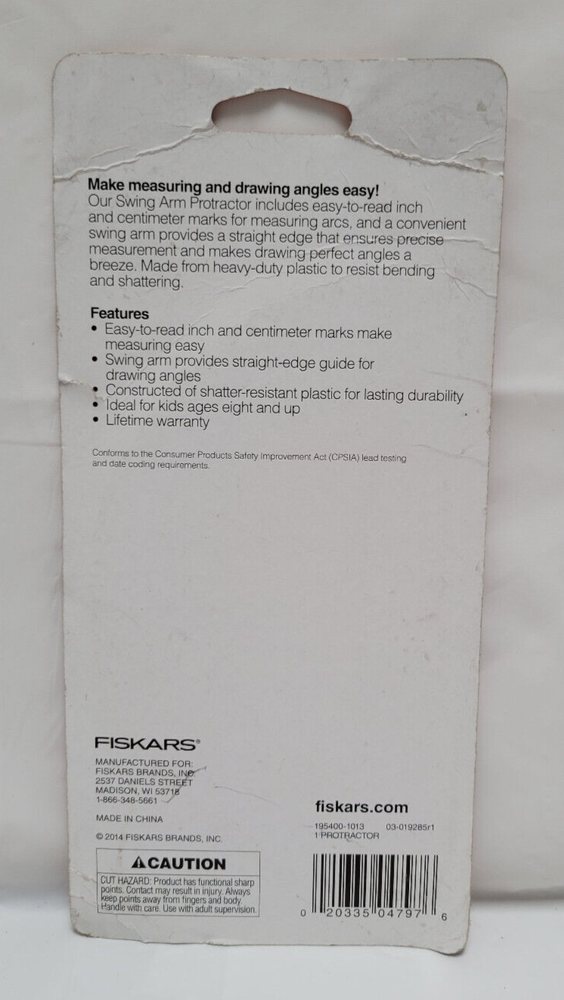 Make measuring and drawing angles easy!
Our Swing Arm Protractor includes easy-to-read inch
and centimeter marks for measuring arcs, and a convenient
swing arm provides a straight edge that ensures precise
measurement and makes drawing perfect angles a
breeze. Made from heavy-duty plastic to resist bending
and shattering.
Features
• Easy-to-read inch and centimeter marks make
measuring easy
• Swing arm provides straight-edge guide for
drawing angles
• Constructed of shatter-resistant plastic for lasting durability
• Ideal for kids ages eight and up
• Lifetime warranty
Conforms to the Consumer Products Safety Improvement Act (CPSIA) lead testing
and date coding requirements.
FISKARS®
MANUFACTURED FOR:
FISKARS BRANDS, INC.
2537 DANIELS STREET
MADISON, WI 53718
1-866-348-5661
MADE IN CHINA
© 2014 FISKARS BRANDS, INC.
⚠CAUTION
CUT HAZARD: Product has functional sharp
points. Contact may result in injury. Always
keep points away from fingers and body.
Handle with care. Use with adult supervision.
fiskars.com
195400-1013 03-019285r1
1 PROTRACTOR
0 20335 04797 6